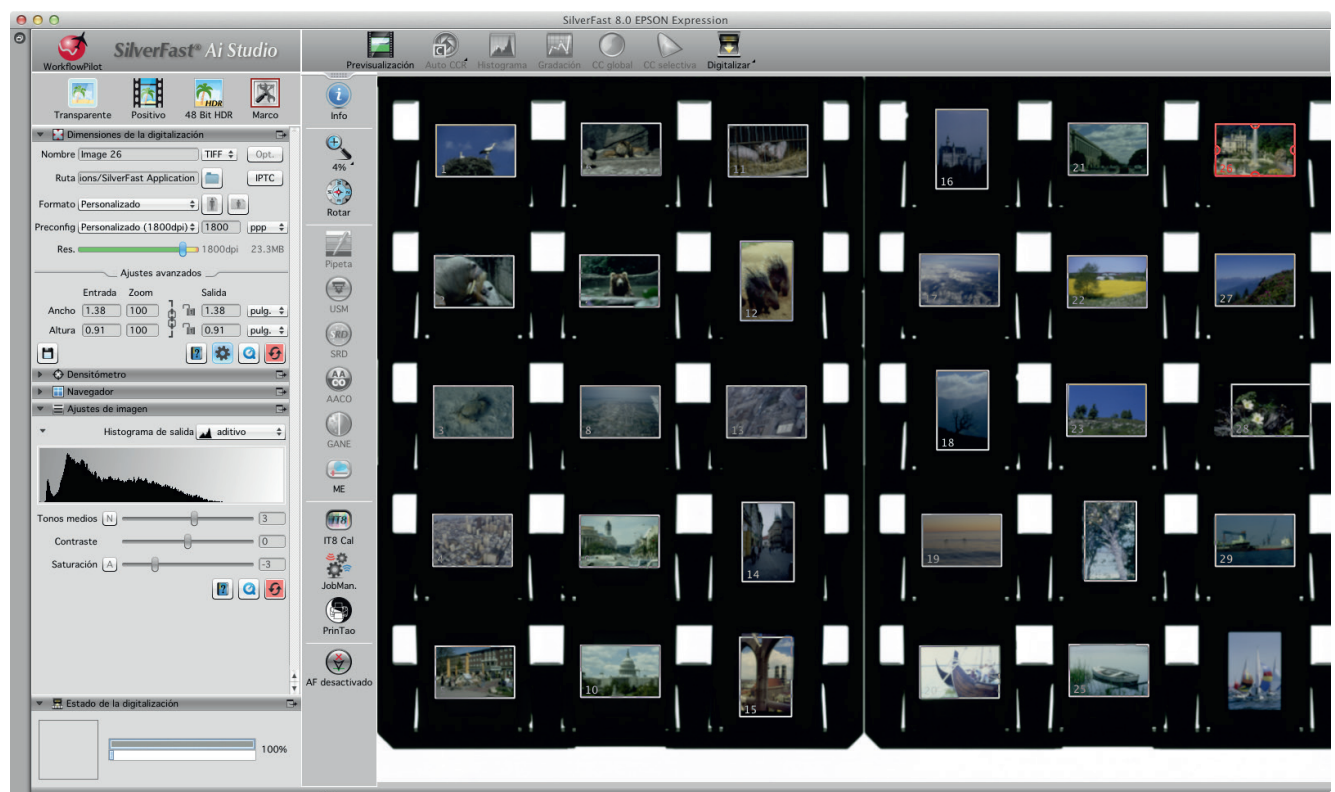 SilverFast 8.0 EPSON Expression
WorkflowPilot
SilverFast® Ai Studio
Previsualización
Auto CCR
Histograma
Gradación
CC global
CC selectiva
Digitalizar
Transparente
Positivo
HDR
48 Bit HDR
Marco
Dimensiones de la digitalización
Nombre Image 26 TIFF Opt.
Ruta ions/SilverFast Application IPTC
Formato Personalizado
Preconfig Personalizado (1800dpi) 1800 ppp
Res. 1800dpi 23.3MB
Ajustes avanzados
Entrada Zoom Salida
Ancho 1.38 100 1.38 pulg.
Altura 0.91 100 0.91 pulg.
Densitómetro
Navegador
Ajustes de imagen
Histograma de salida aditivo
Tonos medios N 3
Contraste 0
Saturación A -3
Estado de la digitalización
100%
Info
4%
Rotar
Pipeta
USM
SRD
SRD
AACO
AACO
GANE
ME
IT8
IT8 Cal
JobMan.
PrinTao
AF desactivado
1
11
16
21
12
17
22
27
3
8
13
18
23
28
4
14
19
29
10
15
20
25